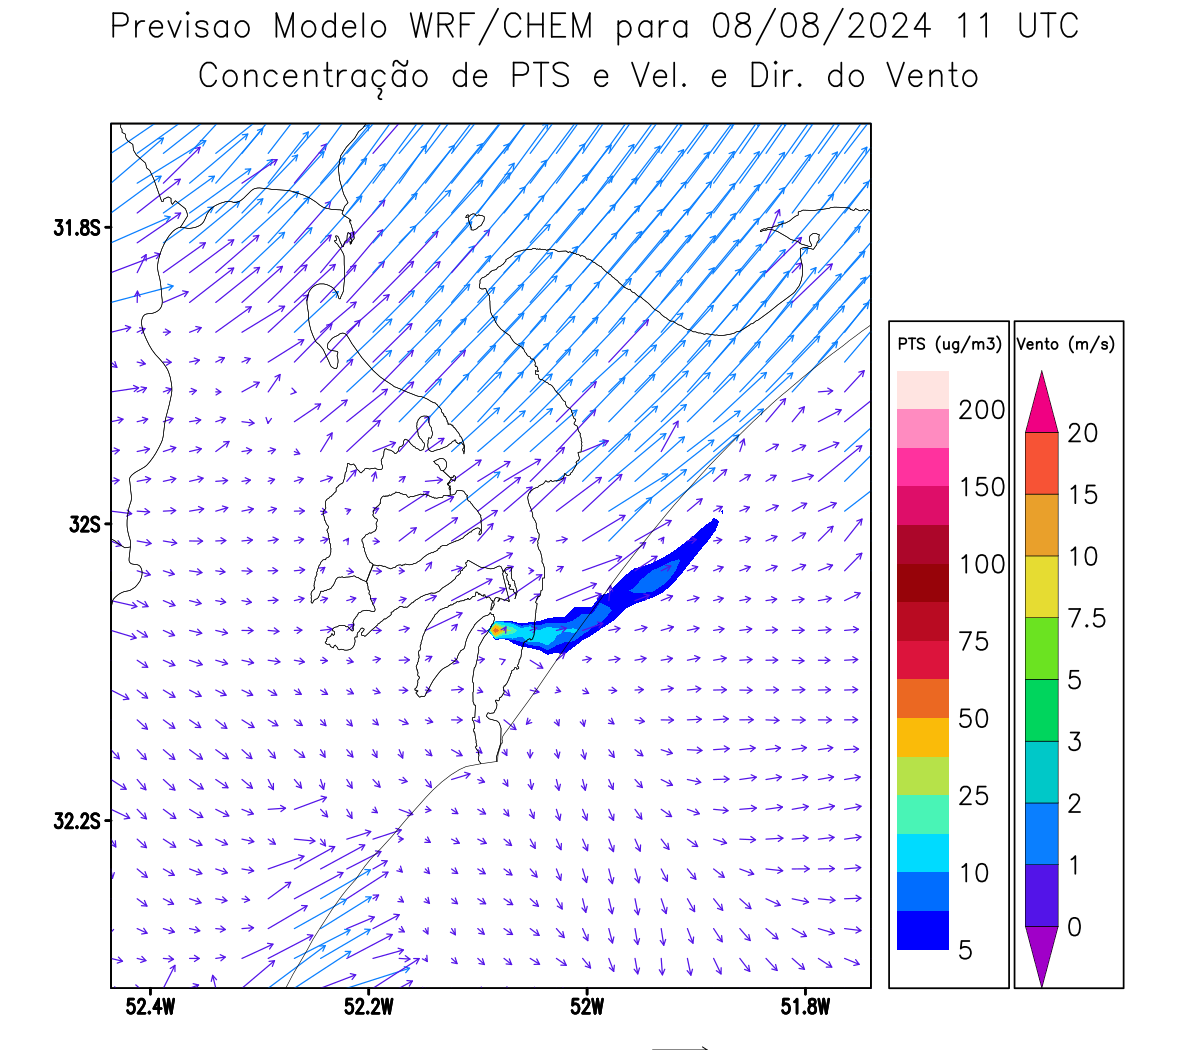 Previsao Modelo WRF/CHEM para 08/08/2024 11 UTC
Concentração de PTS e Vel. e Dir. do Vento
31.8S
32S
32.2S
52.4W
52.2W
52W
51.8W
PTS (ug/m3)
200
150
100
75
50
25
10
5
Vento (m/s)
20
15
10
7.5
5
3
2
1
0